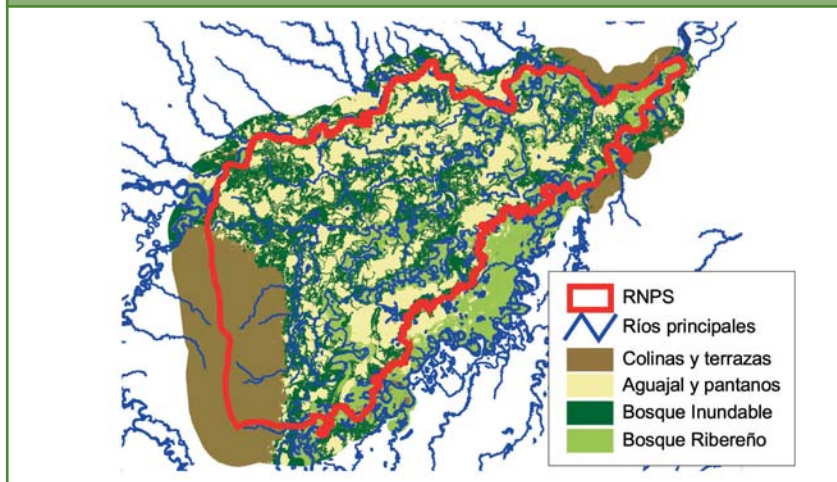 RNPS
Ríos principales
Colinas y terrazas
Aguajal y pantanos
Bosque Inundable
Bosque Ribereño